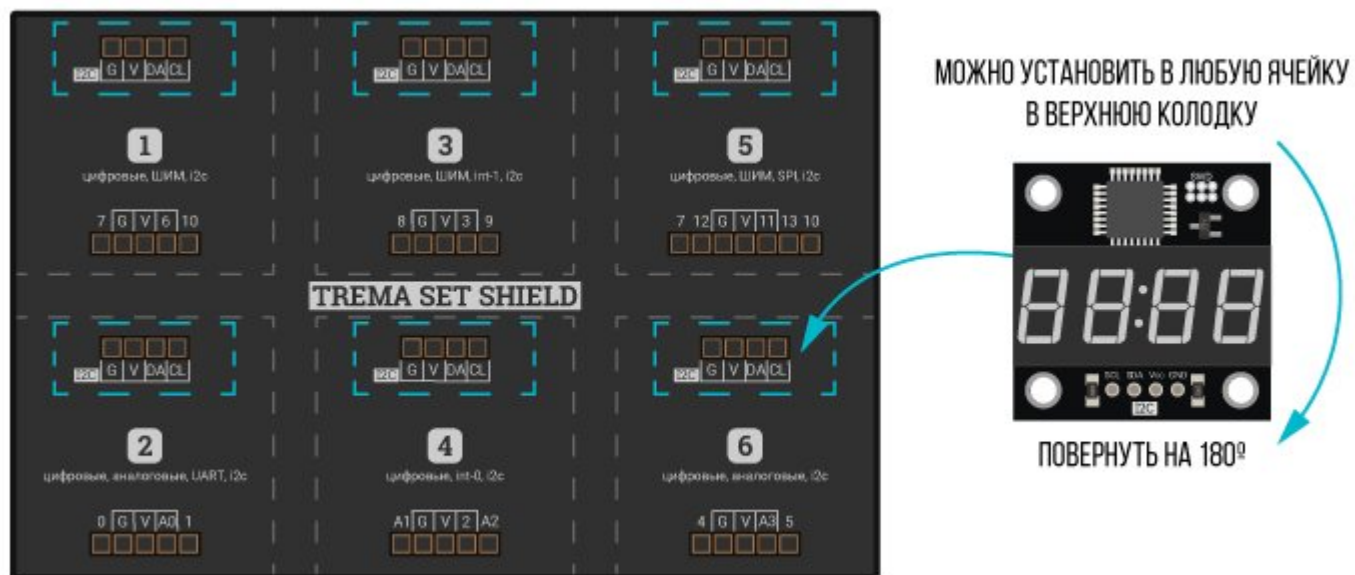 I2C G V DA CL
I2C G V DA CL
I2C G V DA CL
1
3
5
цифровые, ШИМ, i2c
цифровые, ШИМ, int-1, i2c
цифровые, ШИМ, SPI, i2c
7 G V 6 10
8 G V 3 9
7 12 G V 11 13 10
TREMA SET SHIELD
I2C G V DA CL
I2C G V DA CL
I2C G V DA CL
2
4
6
цифровые, аналоговые, UART, i2c
цифровые, int-0, i2c
цифровые, аналоговые, i2c
0 G V A0 1
A1 G V 2 A2
4 G V A3 5
МОЖНО УСТАНОВИТЬ В ЛЮБУЮ ЯЧЕЙКУ
В ВЕРХНЮЮ КОЛОДКУ
88:88
SCL SDA Vcc GND
I2C
ПОВЕРНУТЬ НА 180º